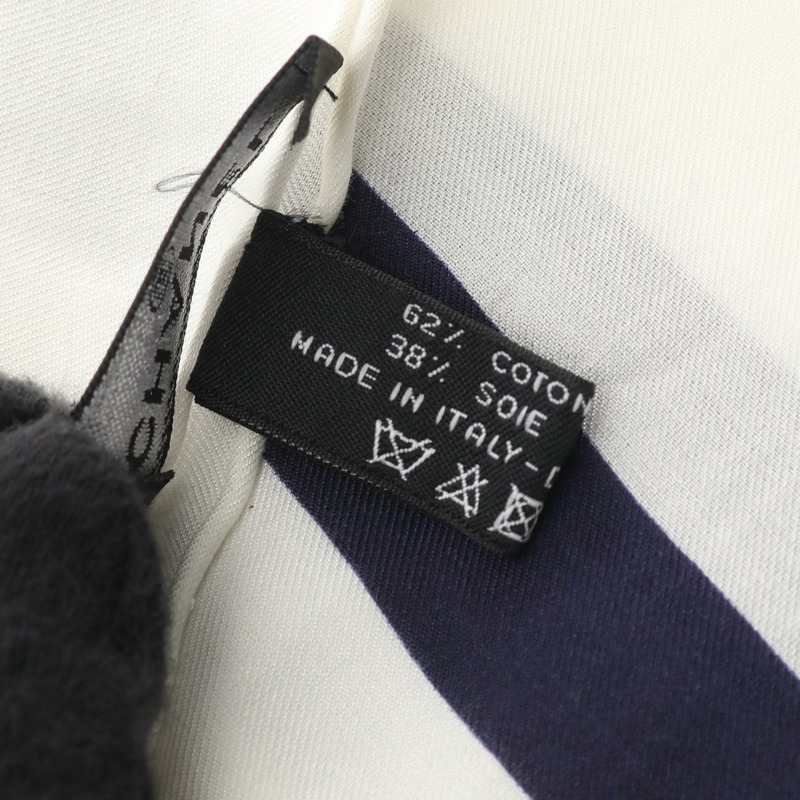 62% COTON
38% SOIE
MADE IN ITALY-